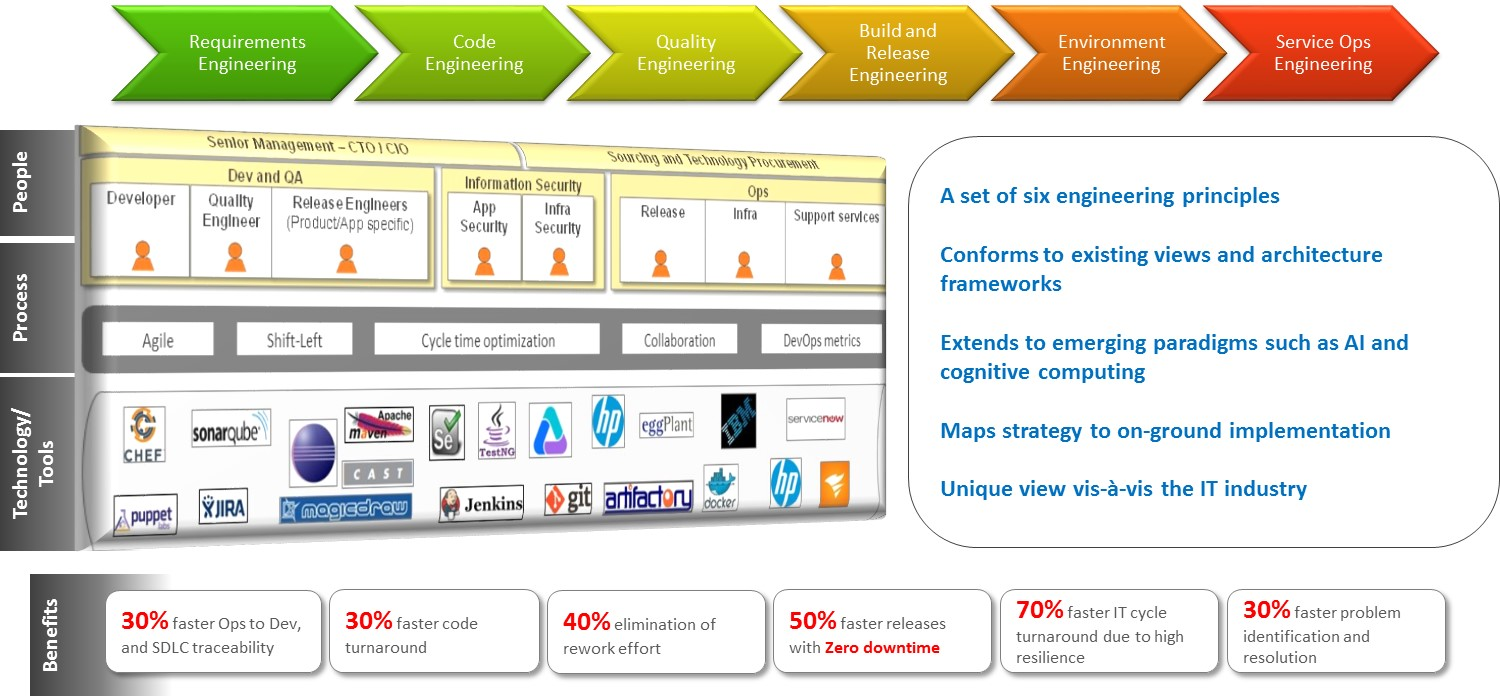 Requirements
Engineering
Code
Engineering
Quality
Engineering
Build and
Release
Engineering
Environment
Engineering
Service Ops
Engineering
People
Senior Management – CTO / CIO
Sourcing and Technology Procurement
Dev and QA
Developer
Quality
Engineer
Release Engineers
(Product/App specific)
Information Security
App
Security
Infra
Security
Ops
Release
Infra
Support services
Process
Agile
Shift-Left
Cycle time optimization
Collaboration
DevOps metrics
Technology/
Tools
CHEF
sonarqube
Apache
maven
CAST
Se
TestNG
hp
eggPlant
IBM
servicenow
puppet
labs
JIRA
magicdraw
Jenkins
git
artifactory
docker
hp
A set of six engineering principles
Conforms to existing views and architecture
frameworks
Extends to emerging paradigms such as AI and
cognitive computing
Maps strategy to on-ground implementation
Unique view vis-à-vis the IT industry
Benefits
30% faster Ops to Dev,
and SDLC traceability
30% faster code
turnaround
40% elimination of
rework effort
50% faster releases
with Zero downtime
70% faster IT cycle
turnaround due to high
resilience
30% faster problem
identification and
resolution